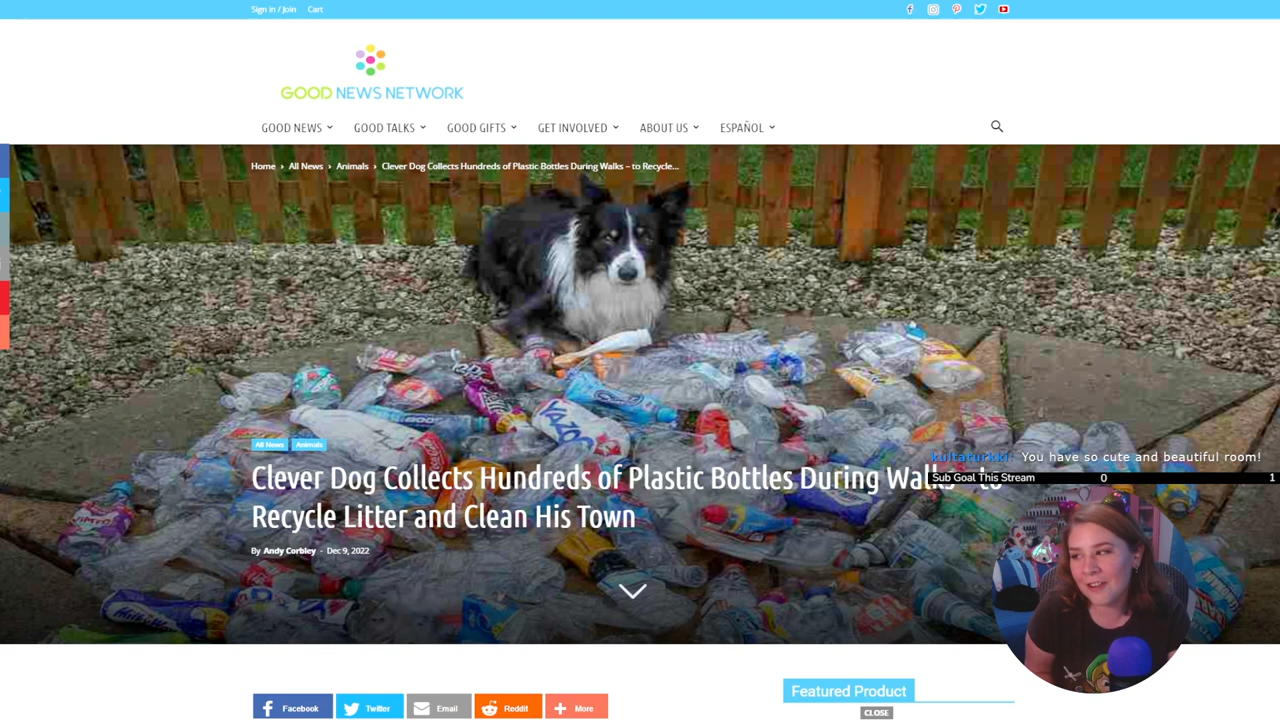 Sign in / Join Cart
GOOD NEWS NETWORK
GOOD NEWS GOOD TALKS GOOD GIFTS GET INVOLVED ABOUT US ESPAÑOL
Home › All News › Animals › Clever Dog Collects Hundreds of Plastic Bottles During Walks – to Recycle...
kultaturkki: You have so cute and beautiful room!
Sub Goal This Stream 0 1
All News Animals
Clever Dog Collects Hundreds of Plastic Bottles During Walks – to
Recycle Litter and Clean His Town
By Andy Corbley - Dec 9, 2022
Featured Product
Facebook Twitter Email Reddit More
CLOSE